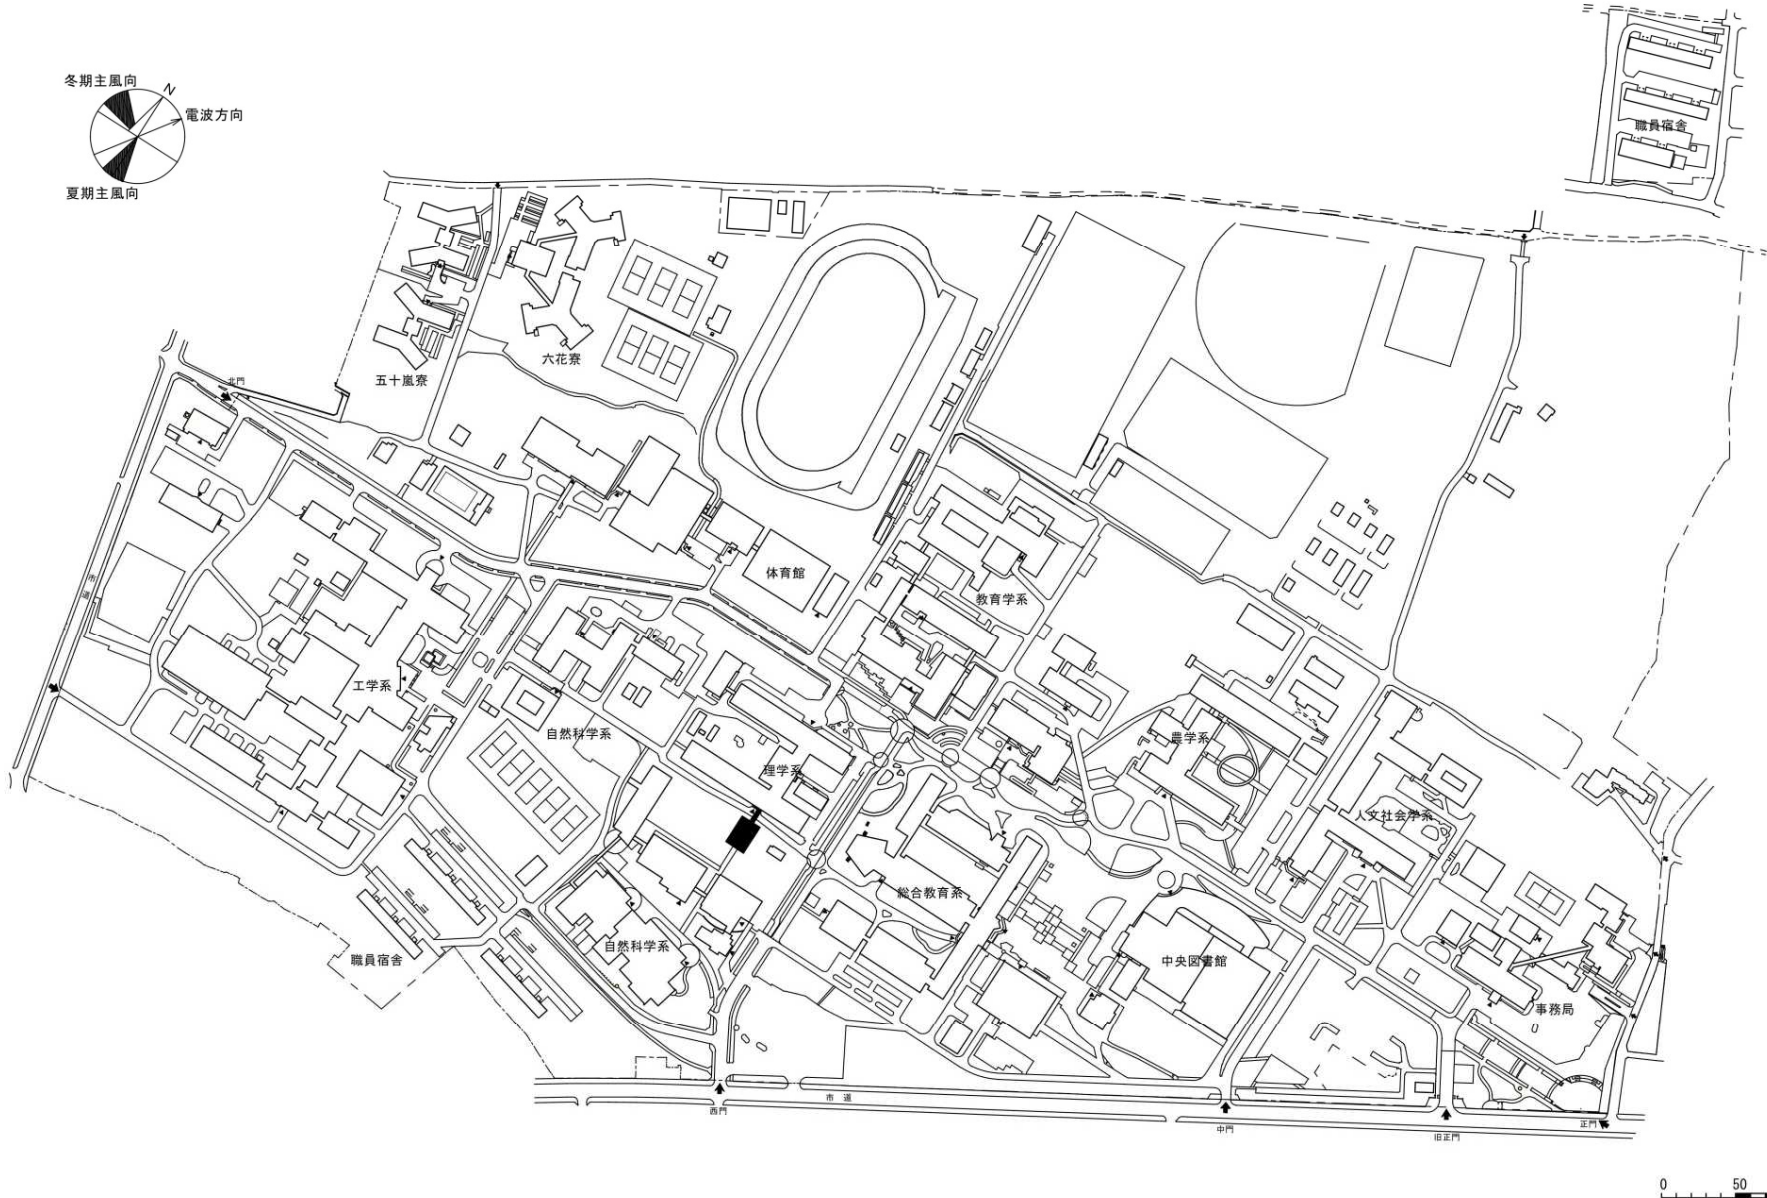 冬期主風向
N
電波方向
夏期主風向
職員宿舎
六花寮
五十嵐寮
北門
体育館
教育学系
市道
工学系
自然科学系
理学系
農学系
人文社会学系
総合教育系
自然科学系
職員宿舎
中央図書館
事務局
西門
市道
中門
旧正門
正門
0 50